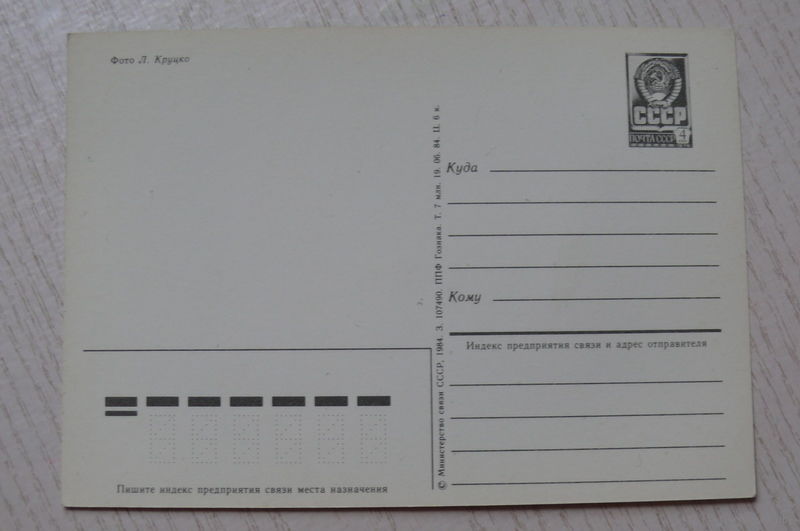 Фото Л. Круцко
СССР
ПОЧТА СССР 4
Куда
Кому
Индекс предприятия связи и адрес отправителя
© Министерство связи СССР, 1984. З. 107490. ППФ Гознака. Т. 7 млн. 19. 06. 84. Ц. 6 к.
Пишите индекс предприятия связи места назначения